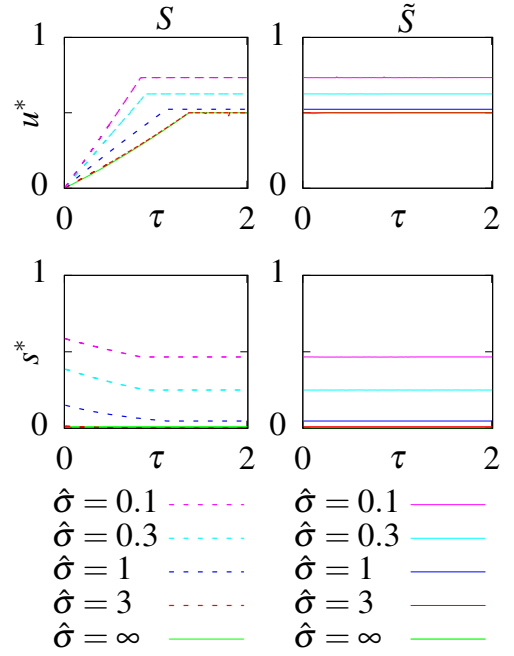 S S̃
1 1
u*
0 0
0 τ 2 0 τ 2
1 1
s*
0 0
0 τ 2 0 τ 2
σ̂ = 0.1 σ̂ = 0.1
σ̂ = 0.3 σ̂ = 0.3
σ̂ = 1 σ̂ = 1
σ̂ = 3 σ̂ = 3
σ̂ = ∞ σ̂ = ∞